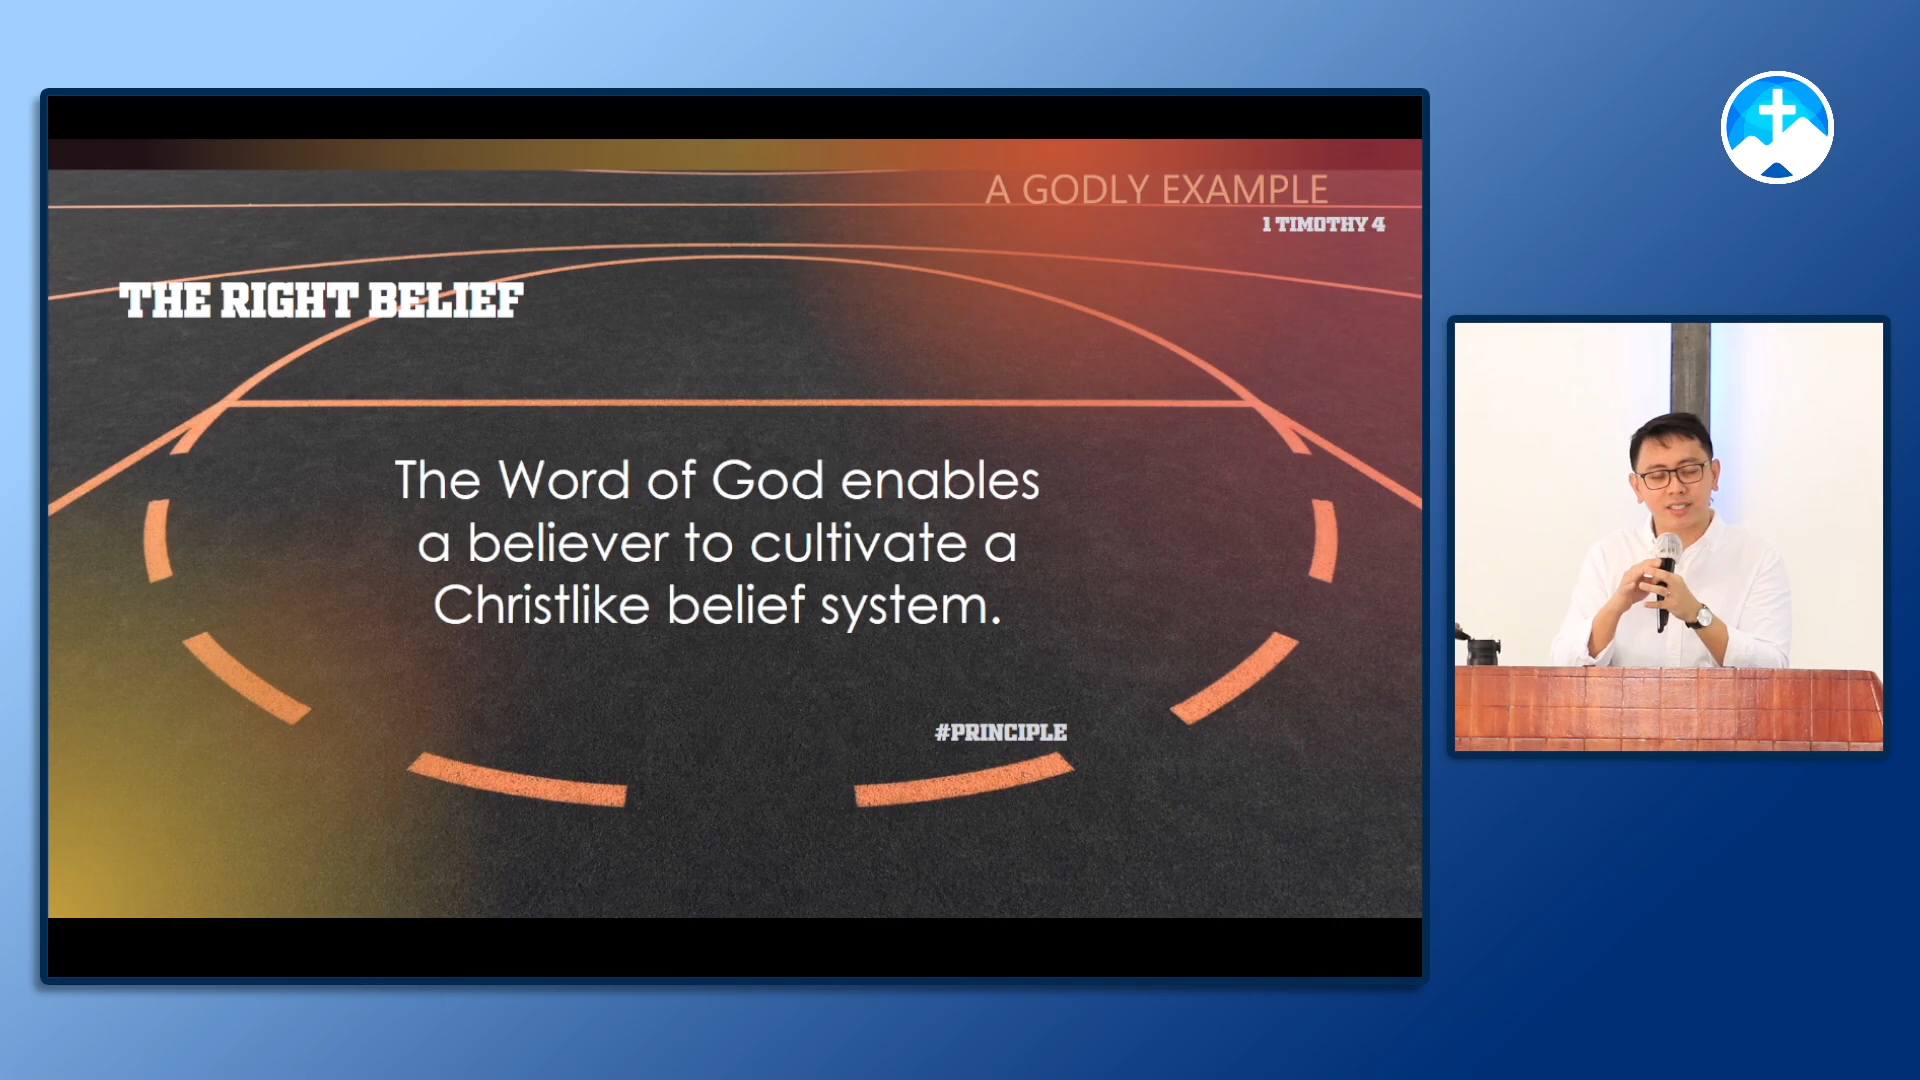 A GODLY EXAMPLE
1 TIMOTHY 4
THE RIGHT BELIEF
The Word of God enables
a believer to cultivate a
Christlike belief system.
#PRINCIPLE